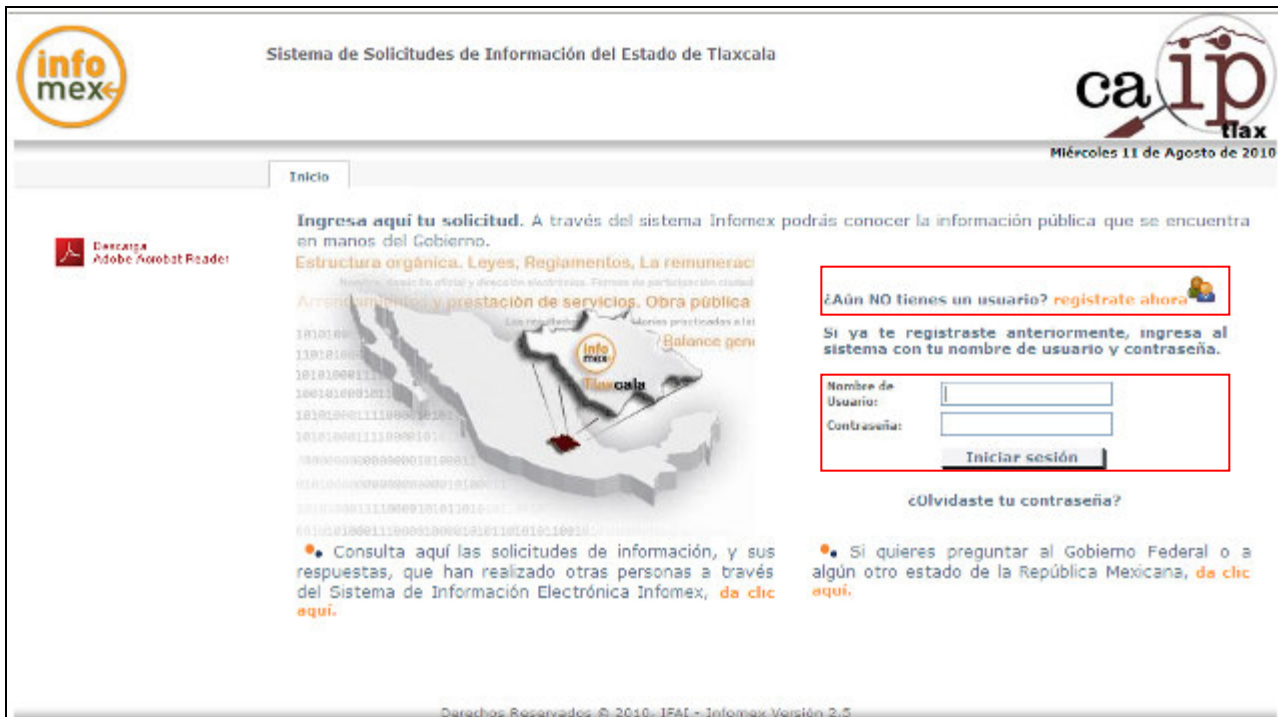 info
mex
Sistema de Solicitudes de Información del Estado de Tlaxcala
ca ip
tlax
Miércoles 11 de Agosto de 2010
Inicio
Descarga
Adobe Acrobat Reader
Ingresa aquí tu solicitud. A través del sistema Infomex podrás conocer la información pública que se encuentra
en manos del Gobierno.
Estructura orgánica. Leyes, Reglamentos, La remunerac
y prestación de servicios. Obra pública
Balance gene
info
mex
Tlaxcala
¿Aún NO tienes un usuario? registrate ahora
Si ya te registraste anteriormente, ingresa al
sistema con tu nombre de usuario y contraseña.
Nombre de
Usuario:
Contraseña:
Iniciar sesión
¿Olvidaste tu contraseña?
Consulta aquí las solicitudes de información, y sus
respuestas, que han realizado otras personas a través
del Sistema de Información Electrónica Infomex, da clic
aquí.
Si quieres preguntar al Gobierno Federal o a
algún otro estado de la República Mexicana, da clic
aquí.
Derechos Reservados © 2010. IFAI - Infomex Versión 2.5